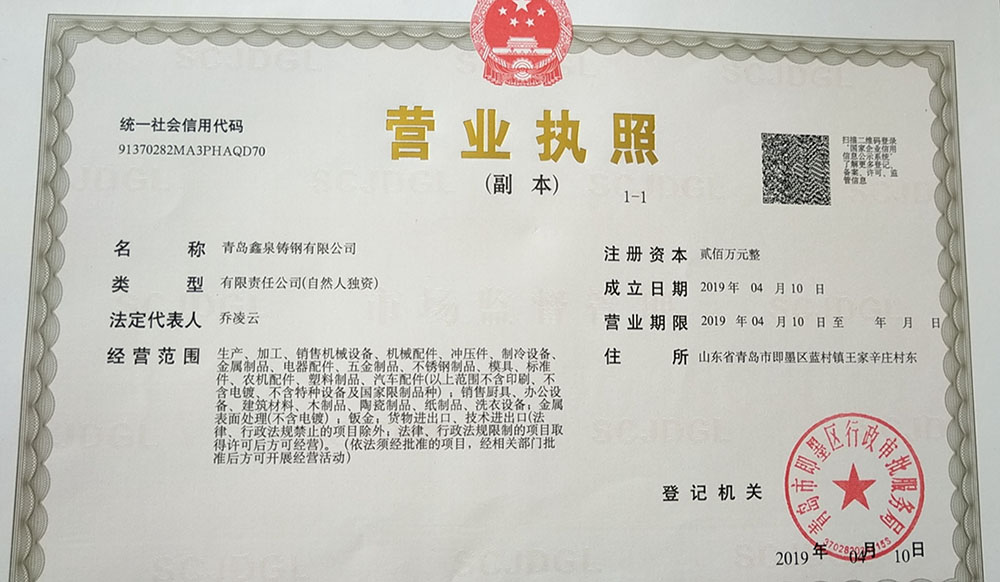 统一社会信用代码
91370282MA3PHAQD70
营业执照
(副 本)
1-1
扫描二维码登录
"国家企业信用
信息公示系统"
了解更多登记、
备案、许可、监
管信息
名 称 青岛鑫泉铸钢有限公司
类 型 有限责任公司(自然人独资)
法定代表人 乔凌云
经营范围 生产、加工、销售机械设备、机械配件、冲压件、制冷设备、
金属制品、电器配件、五金制品、不锈钢制品、模具、标准
件、农机配件、塑料制品、汽车配件(以上范围不含印刷、不
含电镀、不含特种设备及国家限制品种)；销售厨具、办公设
备、建筑材料、木制品、陶瓷制品、纸制品、洗衣设备；金属
表面处理(不含电镀)；钣金；货物进出口、技术进出口(法
律、行政法规禁止的项目除外；法律、行政法规限制的项目取
得许可后方可经营)。(依法须经批准的项目，经相关部门批
准后方可开展经营活动)
注册资本 贰佰万元整
成立日期 2019年 04 月 10 日
营业期限 2019 年 04 月 10 日至 年 月 日
住 所 山东省青岛市即墨区蓝村镇王家辛庄村东
登记机关
青岛市即墨区行政审批服务局
2019年 04月 10日